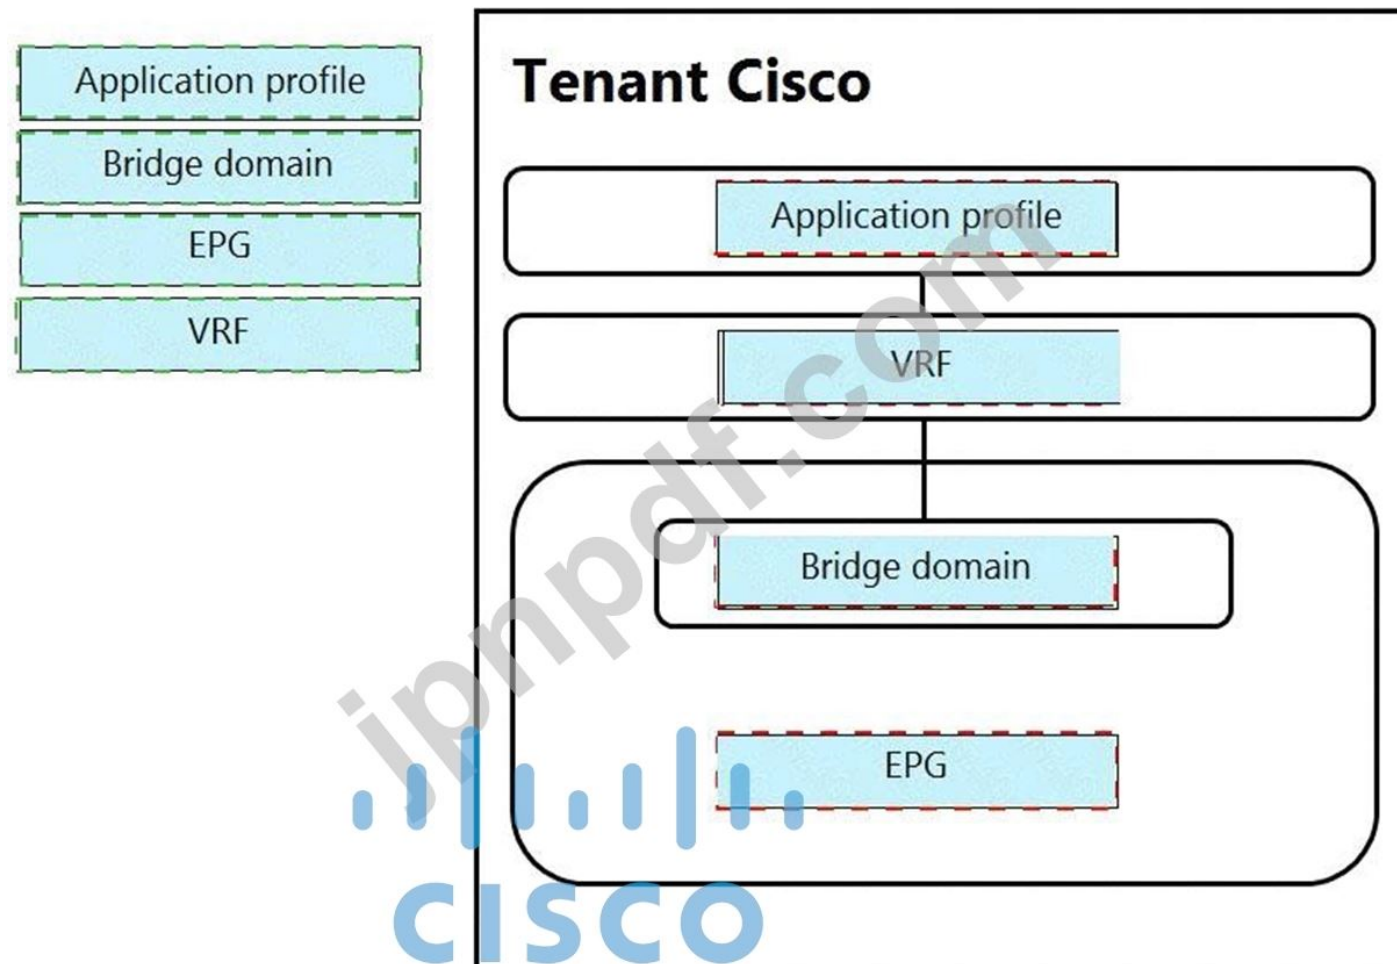 Application profile
Bridge domain
EPG
VRF
Tenant Cisco
Application profile
VRF
Bridge domain
EPG
jpnpdf.com
CISCO